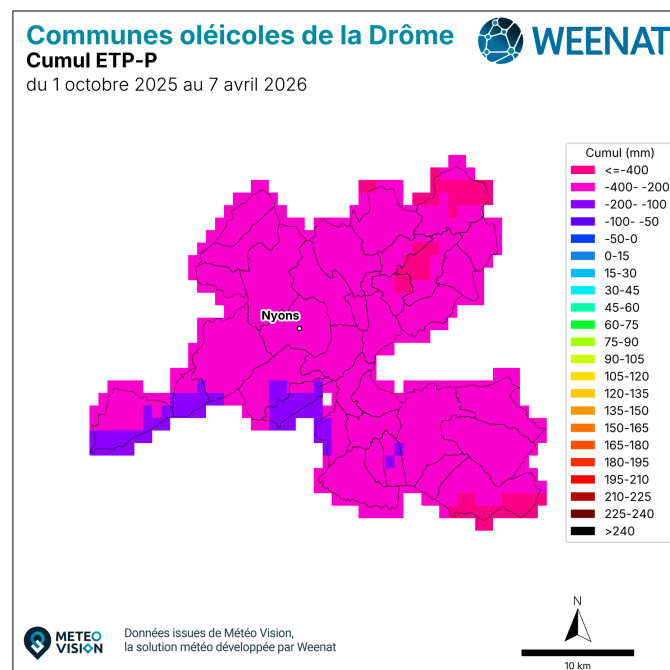 Communes oléicoles de la Drôme
WEENAT
Cumul ETP-P
du 1 octobre 2025 au 7 avril 2026
Cumul (mm)
<=-400
-400- -200
-200- -100
-100- -50
-50-0
0-15
15-30
30-45
45-60
60-75
75-90
90-105
105-120
120-135
135-150
150-165
165-180
180-195
195-210
210-225
225-240
>240
Nyons
METEO
VISION
Données issues de Météo Vision,
la solution météo développée par Weenat
N
10 km